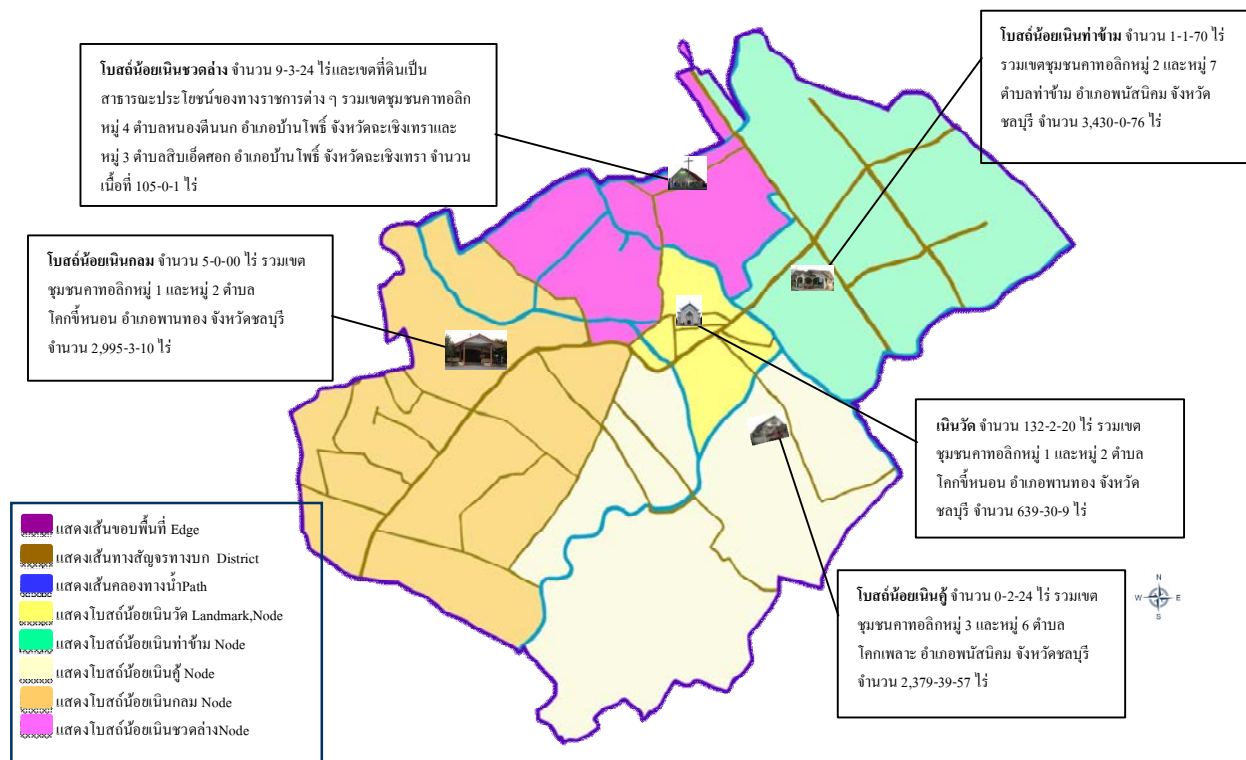 โบสถ์น้อยเนินชวดล่าง จำนวน 9-3-24 ไร่และเขตที่ดินเป็น
สาธารณะประโยชน์ของทางราชการต่าง ๆ รวมเขตชุมชนคาทอลิก
หมู่ 4 ตำบลหนองตีนนก อำเภอบ้านโพธิ์ จังหวัดฉะเชิงเทราและ
หมู่ 3 ตำบลสิบเอ็ดศอก อำเภอบ้านโพธิ์ จังหวัดฉะเชิงเทรา จำนวน
เนื้อที่ 105-0-1 ไร่
โบสถ์น้อยเนินท่าข้าม จำนวน 1-1-70 ไร่
รวมเขตชุมชนคาทอลิกหมู่ 2 และหมู่ 7
ตำบลท่าข้าม อำเภอพนัสนิคม จังหวัด
ชลบุรี จำนวน 3,430-0-76 ไร่
โบสถ์น้อยเนินกลม จำนวน 5-0-00 ไร่ รวมเขต
ชุมชนคาทอลิกหมู่ 1 และหมู่ 2 ตำบล
โคกขี้หนอน อำเภอพานทอง จังหวัดชลบุรี
จำนวน 2,995-3-10 ไร่
เนินวัด จำนวน 132-2-20 ไร่ รวมเขต
ชุมชนคาทอลิกหมู่ 1 และหมู่ 2 ตำบล
โคกขี้หนอน อำเภอพานทอง จังหวัด
ชลบุรี จำนวน 639-30-9 ไร่
โบสถ์น้อยเนินคู้ จำนวน 0-2-24 ไร่ รวมเขต
ชุมชนคาทอลิกหมู่ 3 และหมู่ 6 ตำบล
โคกเพลาะ อำเภอพนัสนิคม จังหวัดชลบุรี
จำนวน 2,379-39-57 ไร่
N
W E
S
แสดงเส้นขอบพื้นที่ Edge
แสดงเส้นทางสัญจรทางบก District
แสดงเส้นคลองทางน้ำPath
แสดงโบสถ์น้อยเนินวัด Landmark,Node
แสดงโบสถ์น้อยเนินท่าข้าม Node
แสดงโบสถ์น้อยเนินคู้ Node
แสดงโบสถ์น้อยเนินกลม Node
แสดงโบสถ์น้อยเนินชวดล่างNode